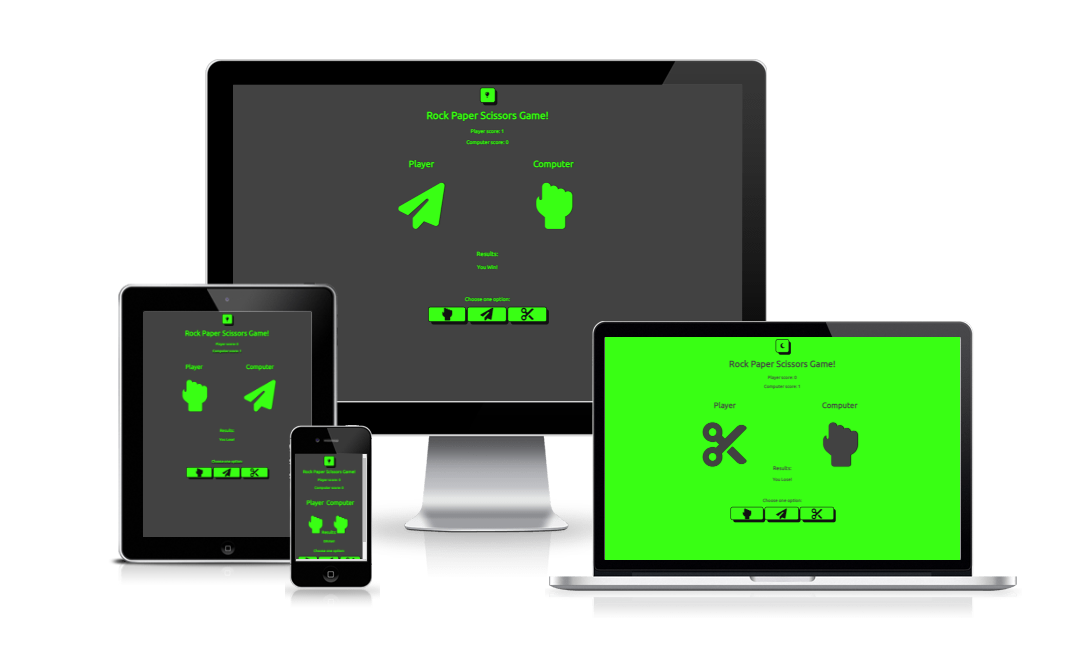 Rock Paper Scissors Game!
Player score: 1
Computer score: 0
Player Computer
Results:
You Win!
Choose one option:
Rock Paper Scissors Game!
Player score: 0
Computer score: 1
Player Computer
Results:
You Lose!
Choose one option:
Rock Paper Scissors Game!
Player score: 0
Computer score: 0
Player Computer
Results:
Choose one option:
Rock Paper Scissors Game!
Player score: 0
Computer score: 1
Player Computer
Results:
You Lose!
Choose one option: